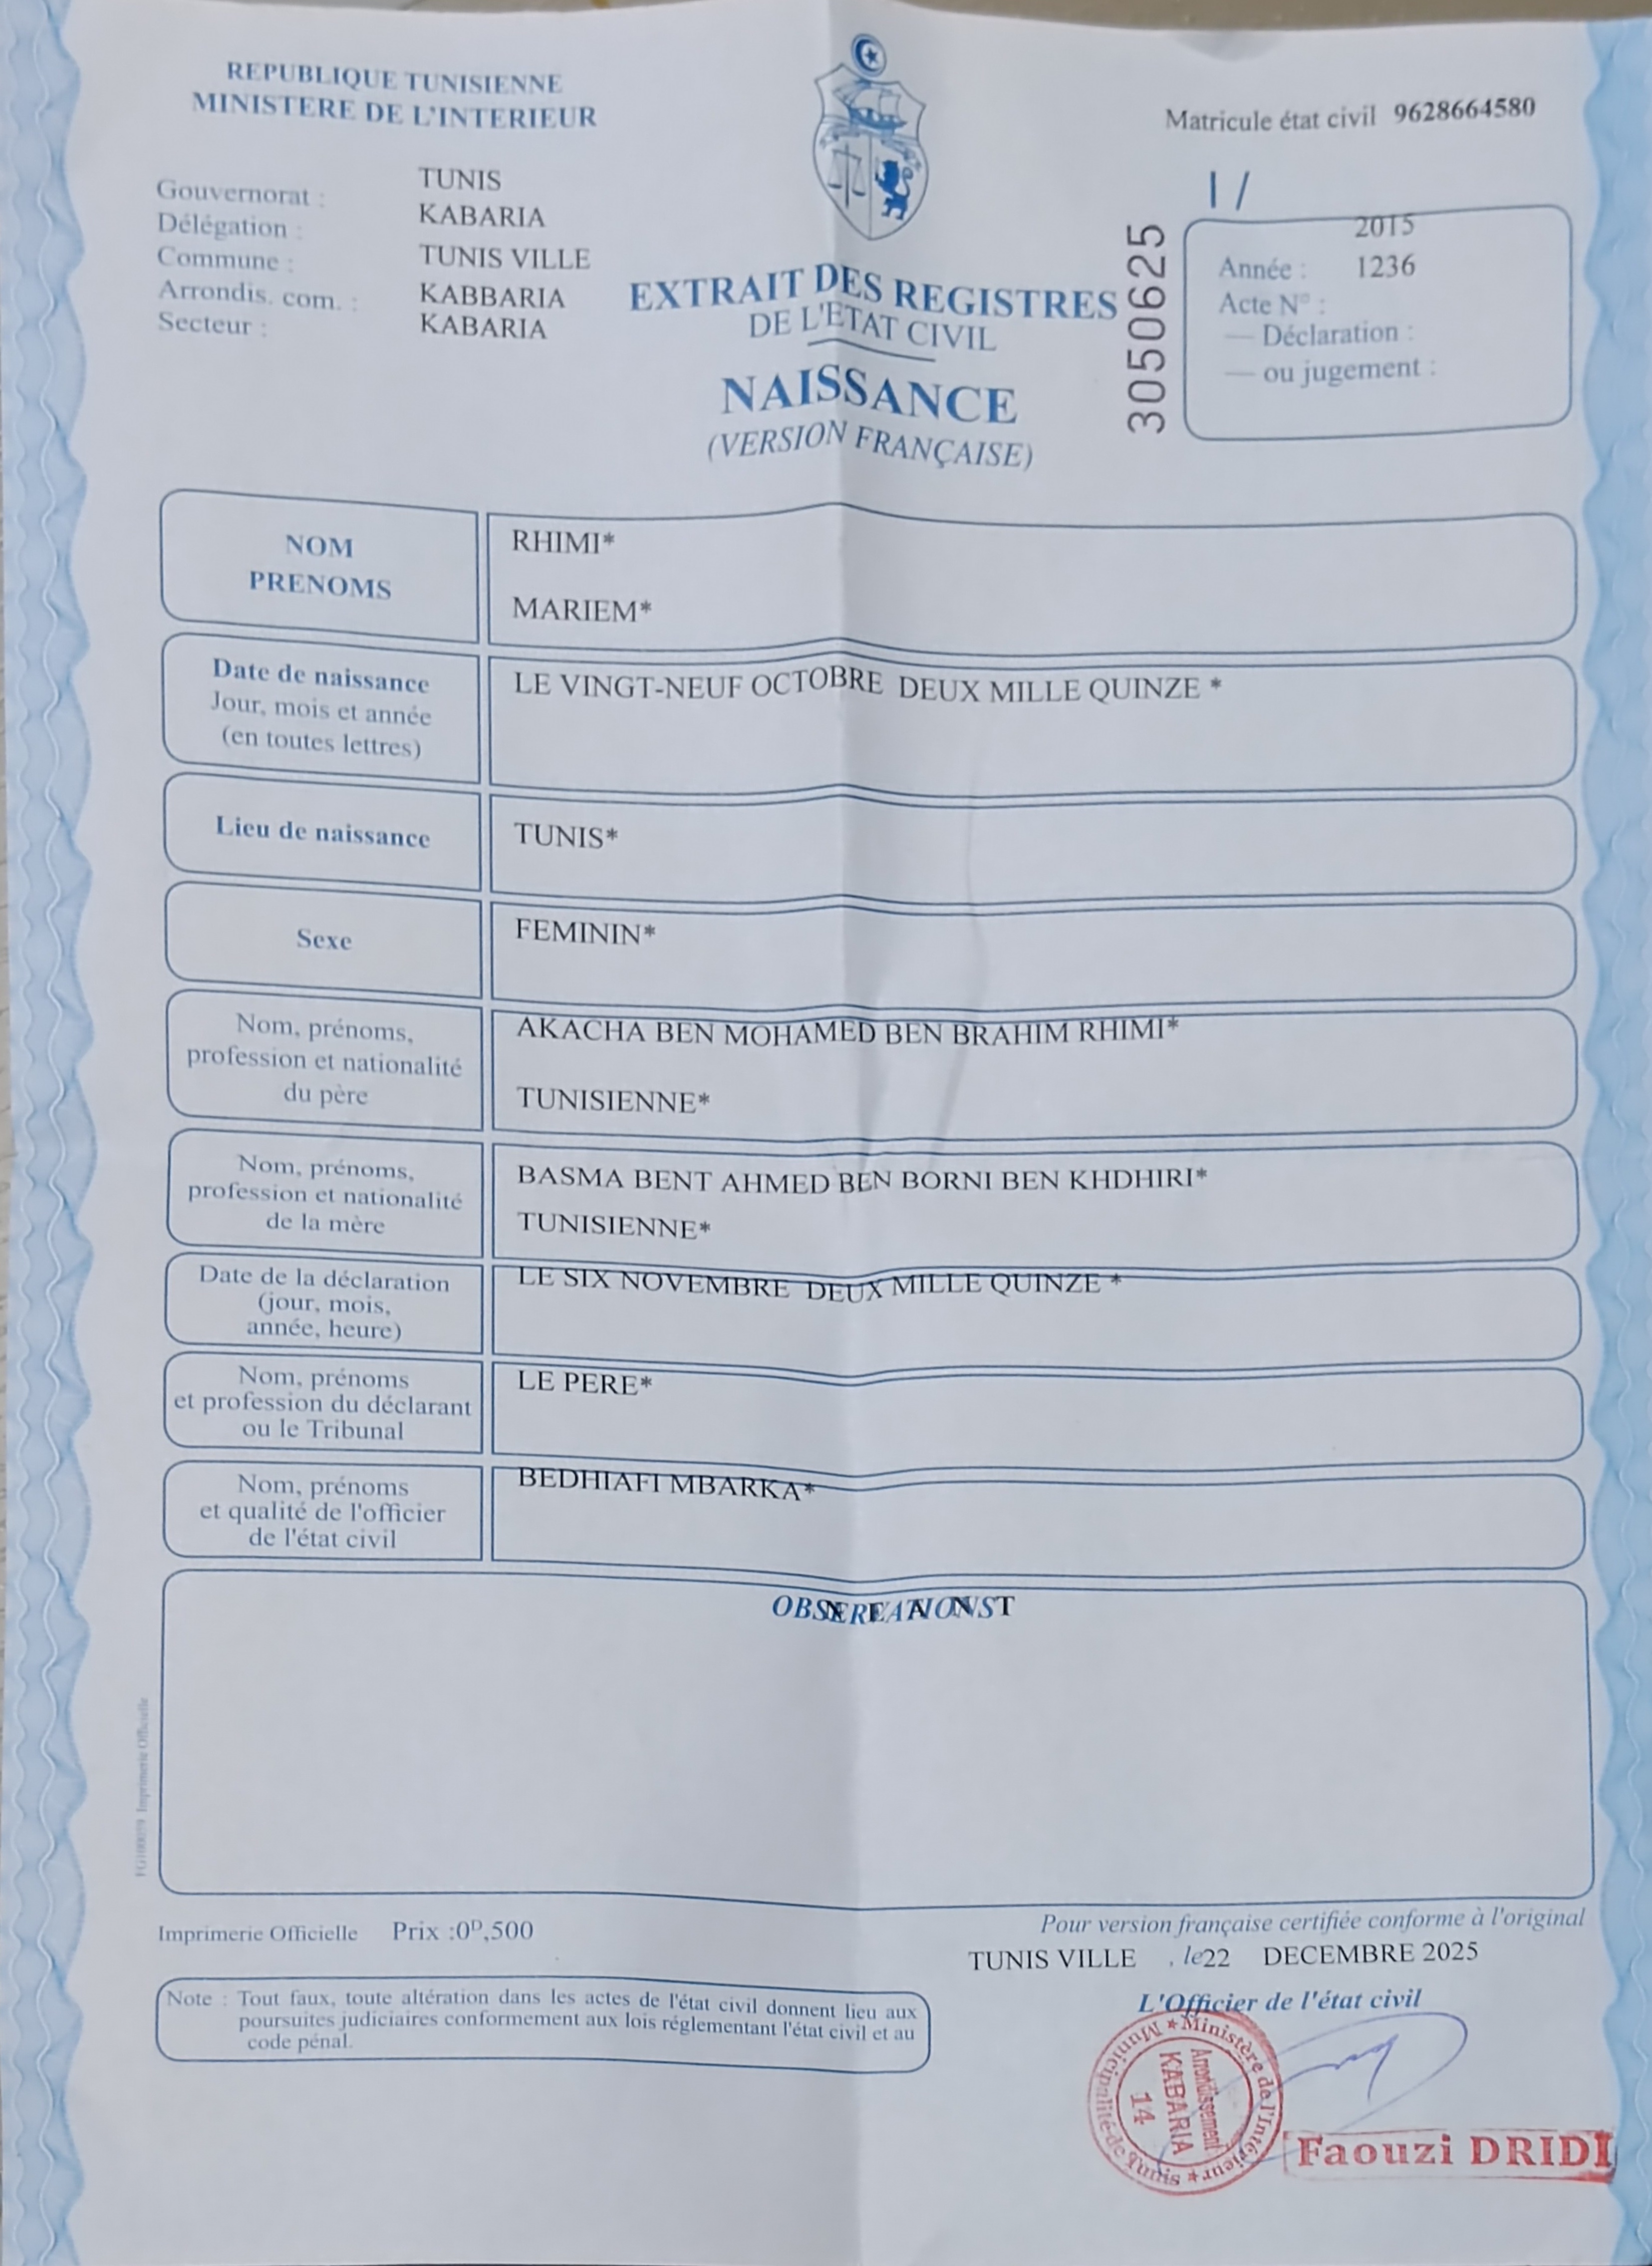 REPUBLIQUE TUNISIENNE
MINISTERE DE L'INTERIEUR
Matricule état civil 9628664580
Gouvernorat : TUNIS
Délégation : KABARIA
Commune : TUNIS VILLE
Arrondis. com. : KABBARIA
Secteur : KABARIA
EXTRAIT DES REGISTRES
DE L'ETAT CIVIL
NAISSANCE
(VERSION FRANÇAISE)
3050625
1/
2015
Année : 1236
Acte N° :
— Déclaration :
— ou jugement :
NOM
PRENOMS
RHIMI*
MARIEM*
Date de naissance
Jour, mois et année
(en toutes lettres)
LE VINGT-NEUF OCTOBRE DEUX MILLE QUINZE *
Lieu de naissance
TUNIS*
Sexe
FEMININ*
Nom, prénoms,
profession et nationalité
du père
AKACHA BEN MOHAMED BEN BRAHIM RHIMI*
TUNISIENNE*
Nom, prénoms,
profession et nationalité
de la mère
BASMA BENT AHMED BEN BORNI BEN KHDHIRI*
TUNISIENNE*
Date de la déclaration
(jour, mois,
année, heure)
LE SIX NOVEMBRE DEUX MILLE QUINZE *
Nom, prénoms
et profession du déclarant
ou le Tribunal
LE PERE*
Nom, prénoms
et qualité de l'officier
de l'état civil
BEDHIAFI MBARKA*
OBSERVATIONS
NEANT
Imprimerie Officielle
Imprimerie Officielle Prix :0D,500
Pour version française certifiée conforme à l'original
TUNIS VILLE , le22 DECEMBRE 2025
Note : Tout faux, toute altération dans les actes de l'état civil donnent lieu aux
poursuites judiciaires conformement aux lois réglementant l'état civil et au
code pénal.
L'Officier de l'état civil
★ Ministère de l'Intérieur ★ Municipalité de Tunis
Arrondissement
KABARIA
14
Faouzi DRIDI